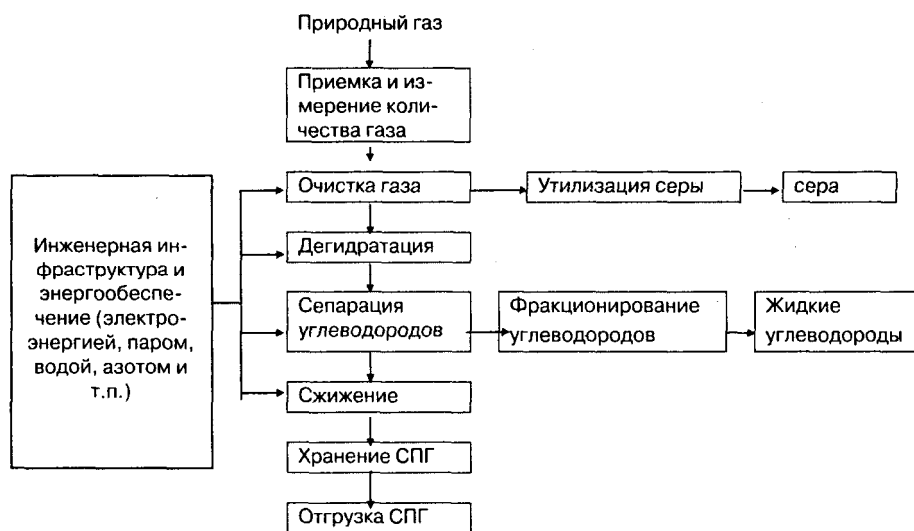 Природный газ
Приемка и из-
мерение коли-
чества газа
Очистка газа
Утилизация серы
сера
Дегидратация
Инженерная ин-
фраструктура и
энергообеспе-
чение (электро-
энергией, паром,
водой, азотом и
т.п.)
Сепарация
углеводородов
Фракционирование
углеводородов
Жидкие
углеводороды
Сжижение
Хранение СПГ
Отгрузка СПГ